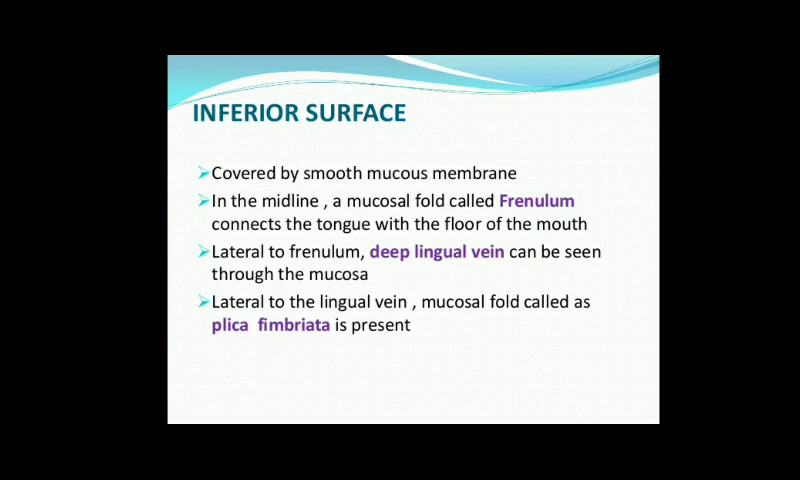 INFERIOR SURFACE
➢Covered by smooth mucous membrane
➢In the midline , a mucosal fold called Frenulum
connects the tongue with the floor of the mouth
➢Lateral to frenulum, deep lingual vein can be seen
through the mucosa
➢Lateral to the lingual vein , mucosal fold called as
plica  fimbriata is present